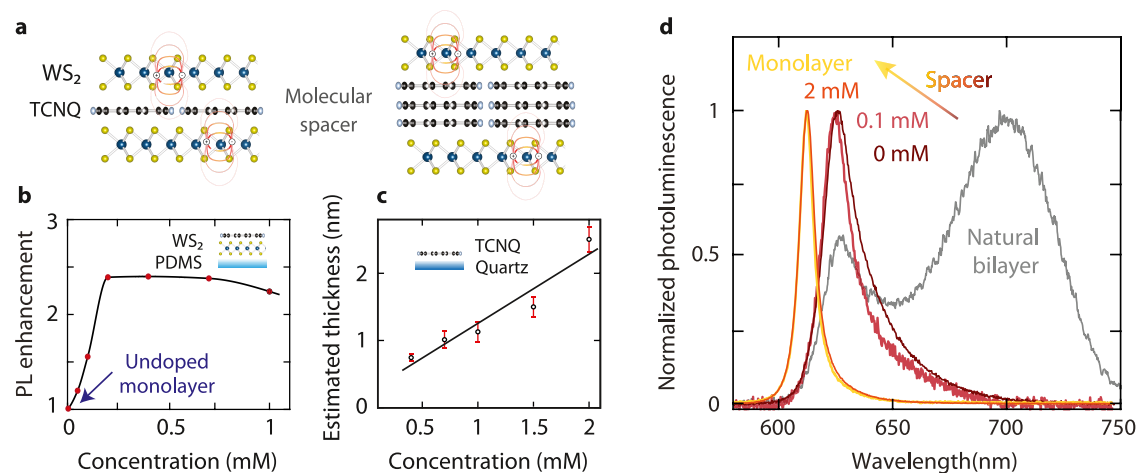 a
WS₂
TCNQ
Molecular
spacer
b
3
2
1
0
0.5
1
PL enhancement
Concentration (mM)
WS₂
PDMS
Undoped
monolayer
c
2
1
0
0.5
1
1.5
2
Estimated thickness (nm)
Concentration (mM)
TCNQ
Quartz
d
Monolayer
Spacer
2 mM
0.1 mM
0 mM
Natural
bilayer
1
0.5
0
600
650
700
750
Normalized photoluminescence
Wavelength(nm)